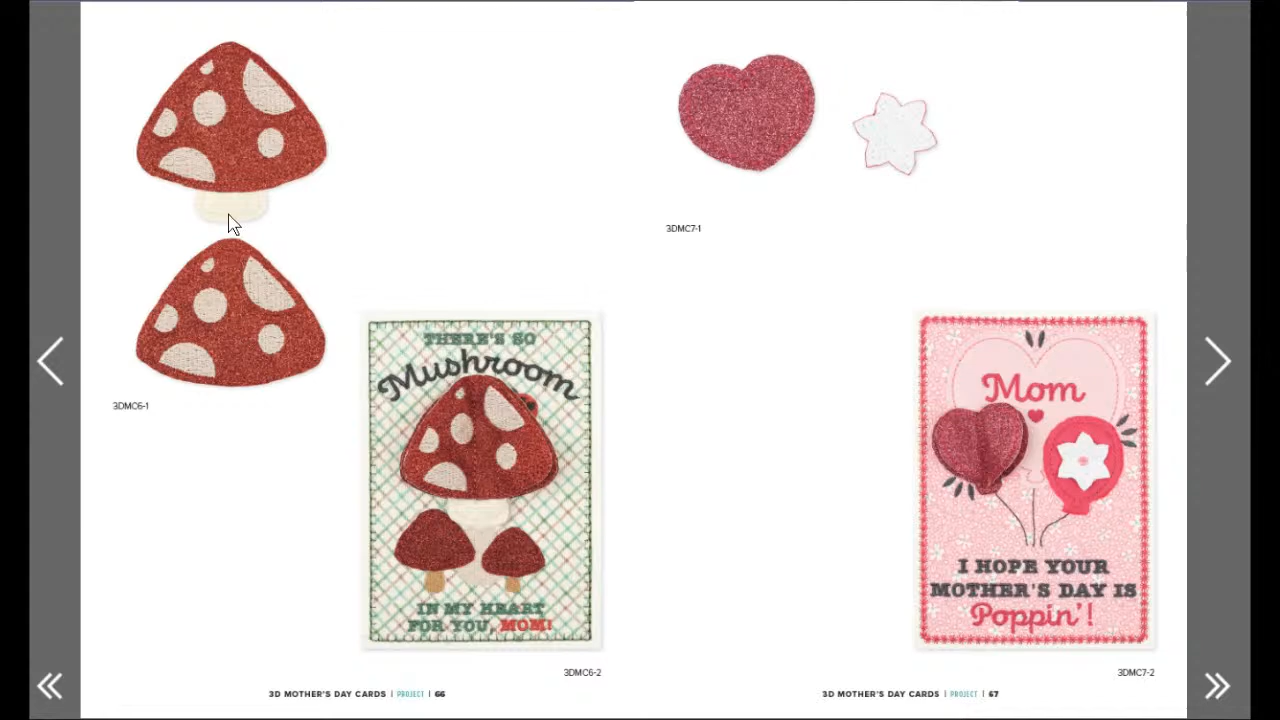 3DMC6-1
THERE'S SO
Mushroom
IN MY HEART
FOR YOU, MOM!
3DMC6-2
3D MOTHER'S DAY CARDS | PROJECT | 66
3DMC7-1
Mom
I HOPE YOUR
MOTHER'S DAY IS
Poppin'!
3DMC7-2
3D MOTHER'S DAY CARDS | PROJECT | 67